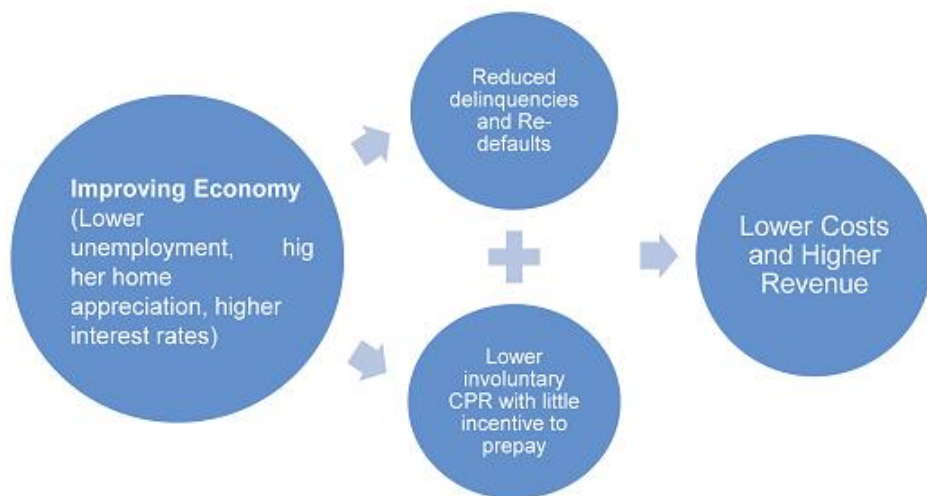 Improving Economy
(Lower
unemployment, hig
her home
appreciation, higher
interest rates)
Reduced
delinquencies
and Re-
defaults
Lower
involuntary
CPR with little
incentive to
prepay
Lower Costs
and Higher
Revenue